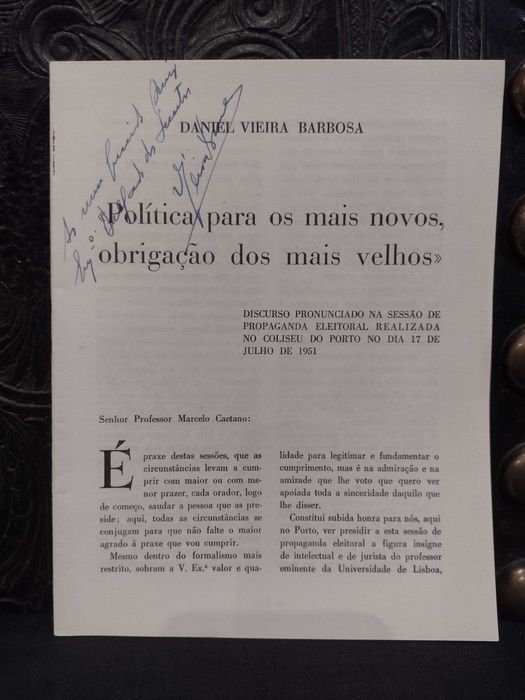 Ao meu
Engº
dos Santos
Vieira Barbosa
DANIEL VIEIRA BARBOSA
«Política para os mais novos,
obrigação dos mais velhos»
DISCURSO PRONUNCIADO NA SESSÃO DE
PROPAGANDA ELEITORAL REALIZADA
NO COLISEU DO PORTO NO DIA 17 DE
JULHO DE 1951
Senhor Professor Marcelo Caetano:
É praxe destas sessões, que as
circunstâncias levam a cum-
prir com maior ou com me-
nor prazer, cada orador, logo
de começo, saudar a pessoa que as pre-
side; aqui, todas as circunstâncias se
conjugam para que não falte o maior
agrado à praxe que vou cumprir.
Mesmo dentro do formalismo mais
restrito, sobram a V. Ex.ª valor e qua-
lidade para legitimar e fundamentar o
cumprimento, mas é na admiração e na
amizade que lhe voto que quero ver
apoiada toda a sinceridade daquilo que
lhe disser.
Constitui subida honra para nós, aqui
no Porto, ver presidir a esta sessão de
propaganda eleitoral a figura insigne
de intelectual e de jurista do professor
eminente da Universidade de Lisboa,